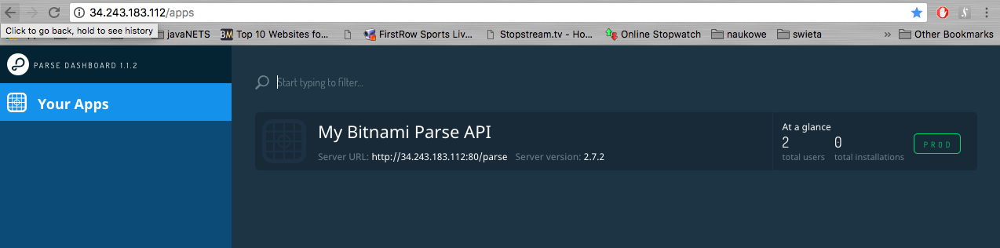 34.243.183.112/apps
Click to go back, hold to see history
javaNETS BM Top 10 Websites fo... FirstRow Sports Liv... Stopstream.tv - Ho... Online Stopwatch naukowe swieta » Other Bookmarks
PARSE DASHBOARD 1.1.2
Your Apps
Start typing to filter...
My Bitnami Parse API
Server URL: http://34.243.183.112:80/parse Server version: 2.7.2
At a glance
2 0
total users total installations
PROD